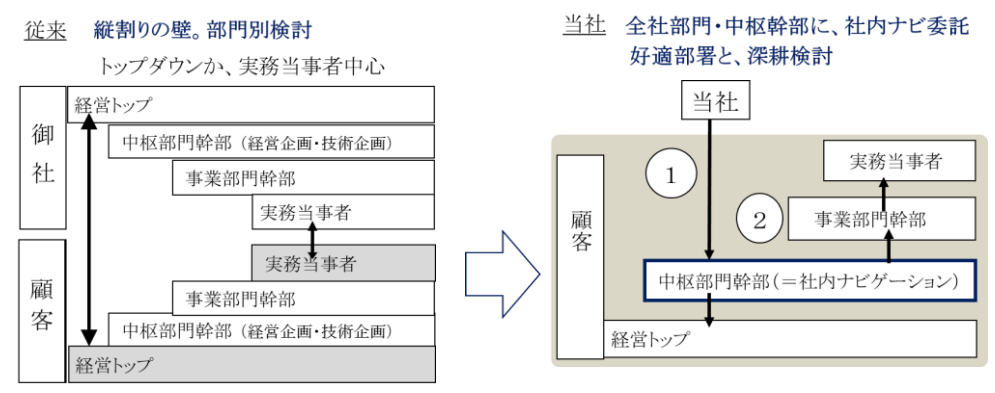 従来 縦割りの壁。部門別検討
トップダウンか、実務当事者中心
御社
経営トップ
中枢部門幹部（経営企画・技術企画）
事業部門幹部
実務当事者
顧客
実務当事者
事業部門幹部
中枢部門幹部（経営企画・技術企画）
経営トップ
当社 全社部門・中枢幹部に、社内ナビ委託
好適部署と、深耕検討
当社
顧客
1
実務当事者
2
事業部門幹部
中枢部門幹部（＝社内ナビゲーション）
経営トップ